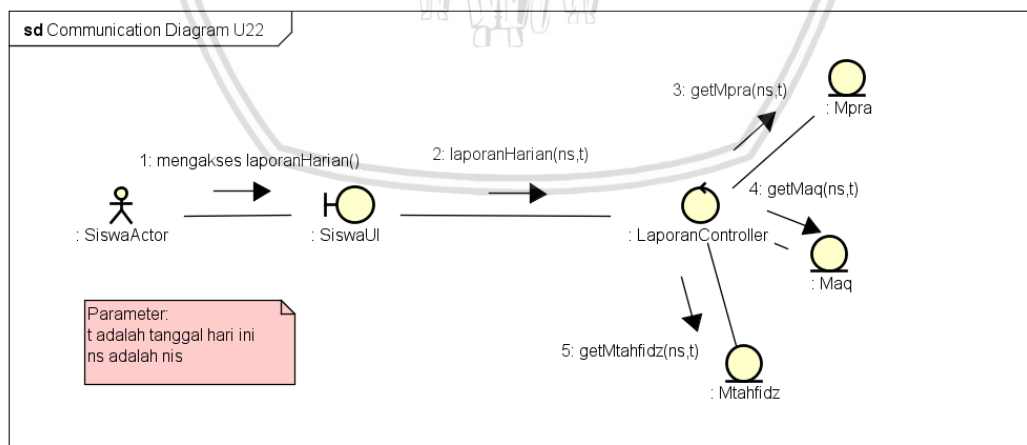 sd Communication Diagram U22
3: getMpra(ns,t)
: Mpra
1: mengakses laporanHarian()
2: laporanHarian(ns,t)
4: getMaq(ns,t)
: SiswaActor
: SiswaUI
: LaporanController
: Maq
Parameter:
t adalah tanggal hari ini
ns adalah nis
5: getMtahfidz(ns,t)
: Mtahfidz